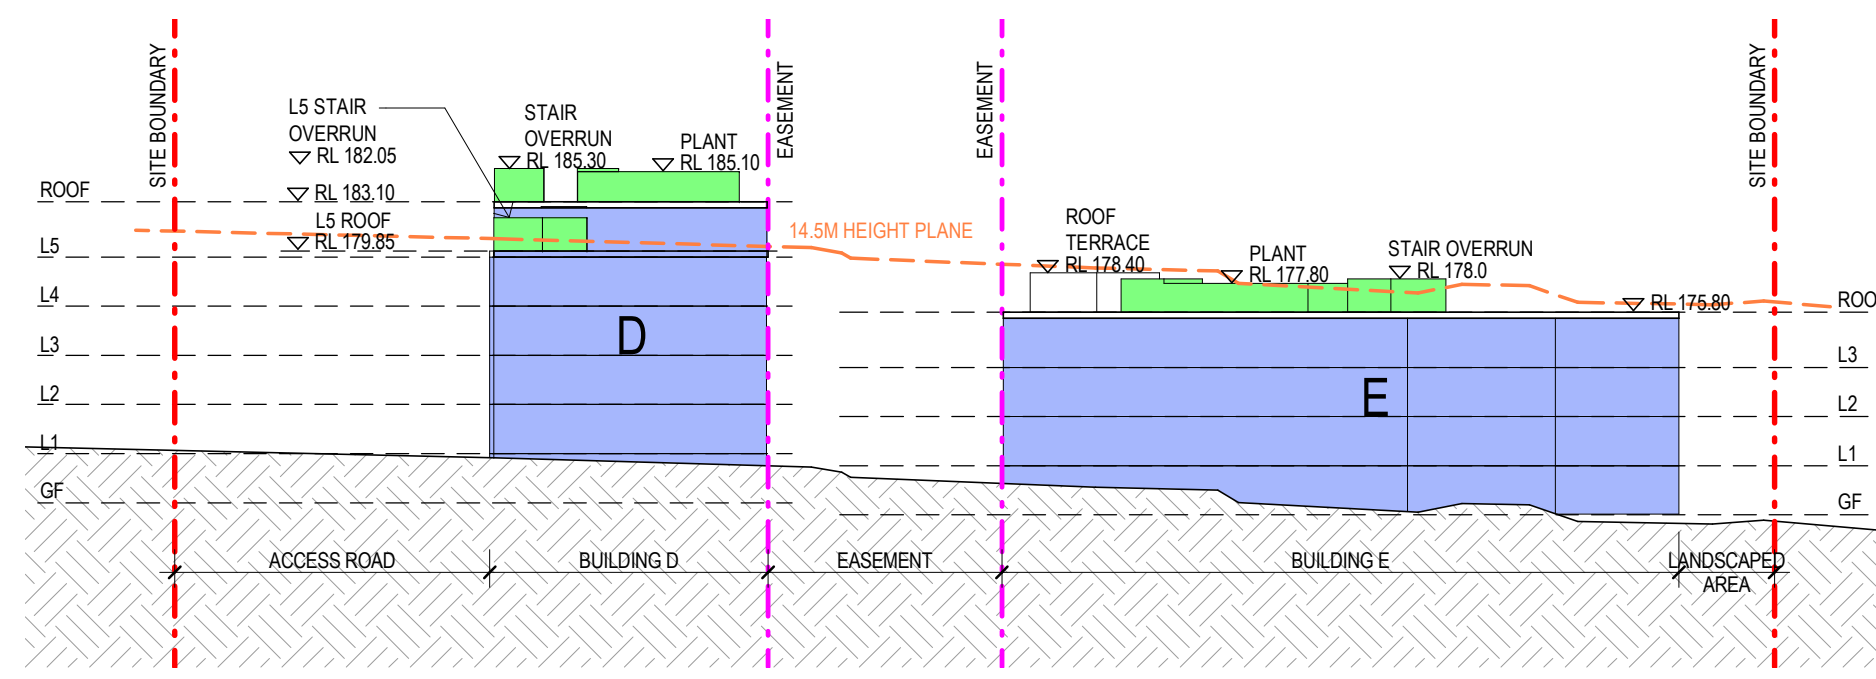 SITE BOUNDARY
L5 STAIR
OVERRUN
RL 182.05
RL 183.10
L5 ROOF
RL 179.85
STAIR
OVERRUN
RL 185.30
PLANT
RL 185.10
EASEMENT
EASEMENT
SITE BOUNDARY
14.5M HEIGHT PLANE
ROOF
TERRACE
RL 178.40
PLANT
RL 177.80
STAIR OVERRUN
RL 178.0
RL 175.80
ROOF
L5
L4
L3
L2
L1
GF
D
E
ROO
L3
L2
L1
GF
ACCESS ROAD
BUILDING D
EASEMENT
BUILDING E
LANDSCAPED
AREA